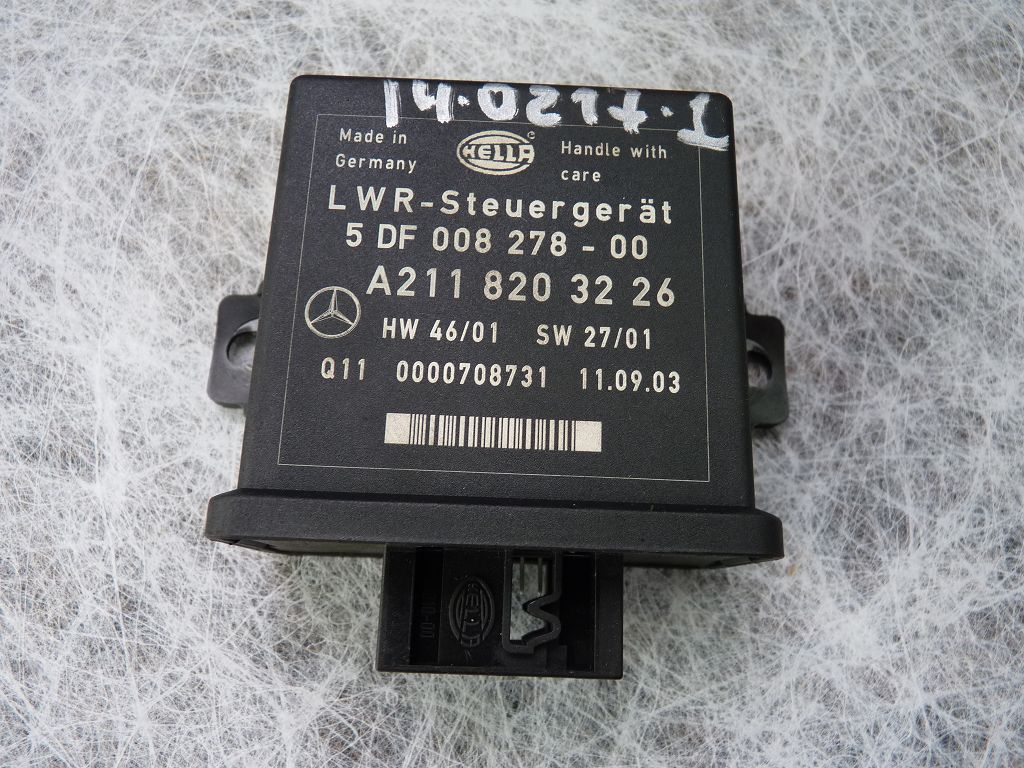 14.0217.I
Made in Germany
HELLA
Handle with care
LWR-Steuergerät
5 DF 008 278 - 00
A211 820 32 26
HW 46/01 SW 27/01
Q11 0000708731 11.09.03
HELLA